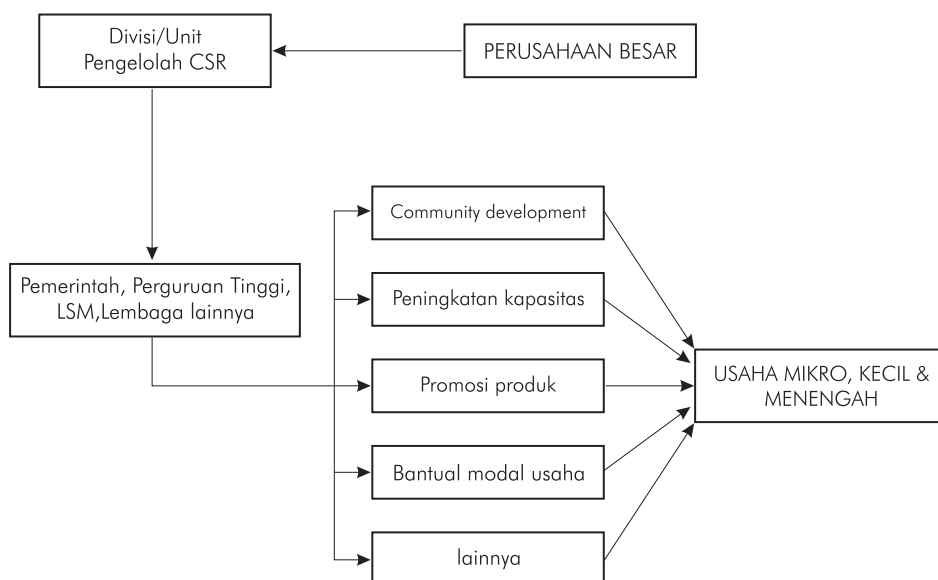 Divisi/Unit
Pengelolah CSR
PERUSAHAAN BESAR
Pemerintah, Perguruan Tinggi,
LSM,Lembaga lainnya
Community development
Peningkatan kapasitas
Promosi produk
Bantual modal usaha
lainnya
USAHA MIKRO, KECIL &
MENENGAH